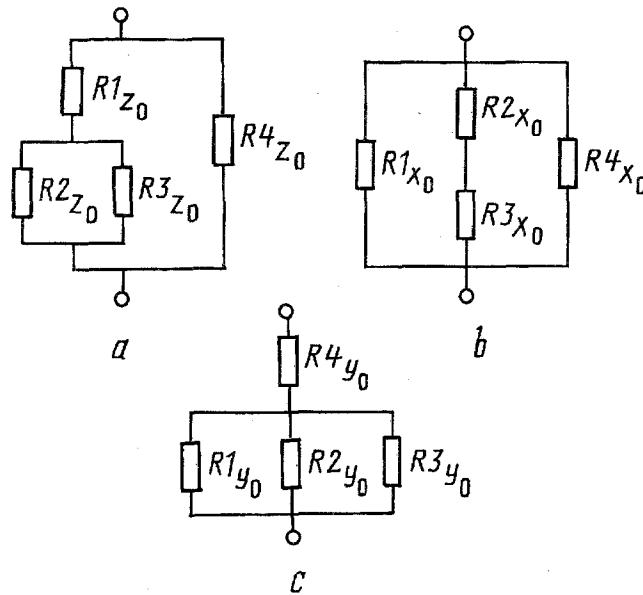 R1z₀
R2z₀
R3z₀
R4z₀
a
R1x₀
R2x₀
R3x₀
R4x₀
b
R4y₀
R1y₀
R2y₀
R3y₀
c